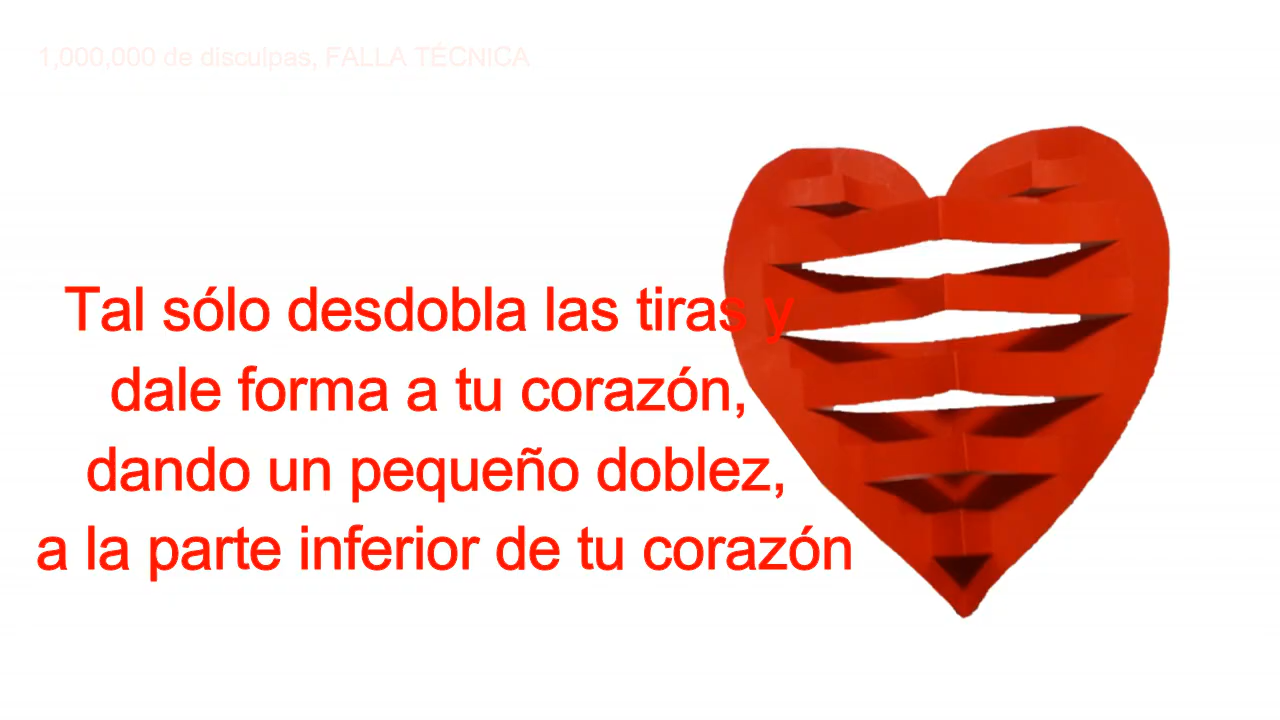 1,000,000 de disculpas, FALLA TÉCNICA
Tal sólo desdobla las tiras y
dale forma a tu corazón,
dando un pequeño doblez,
a la parte inferior de tu corazón